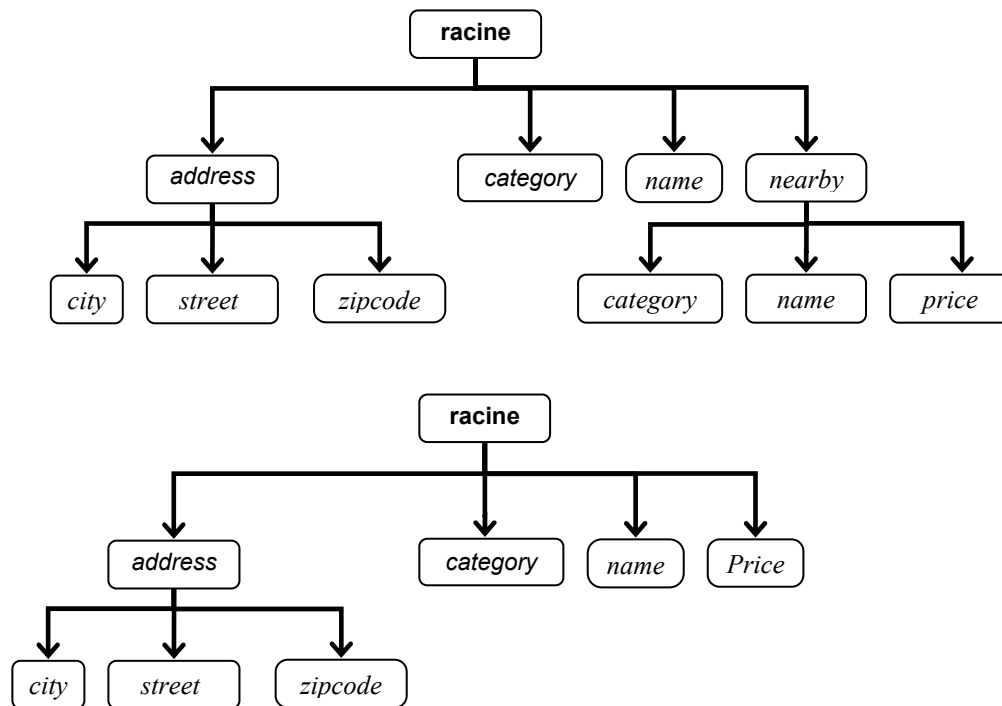 racine
address category name nearby
city street zipcode category name price
racine
address category name Price
city street zipcode